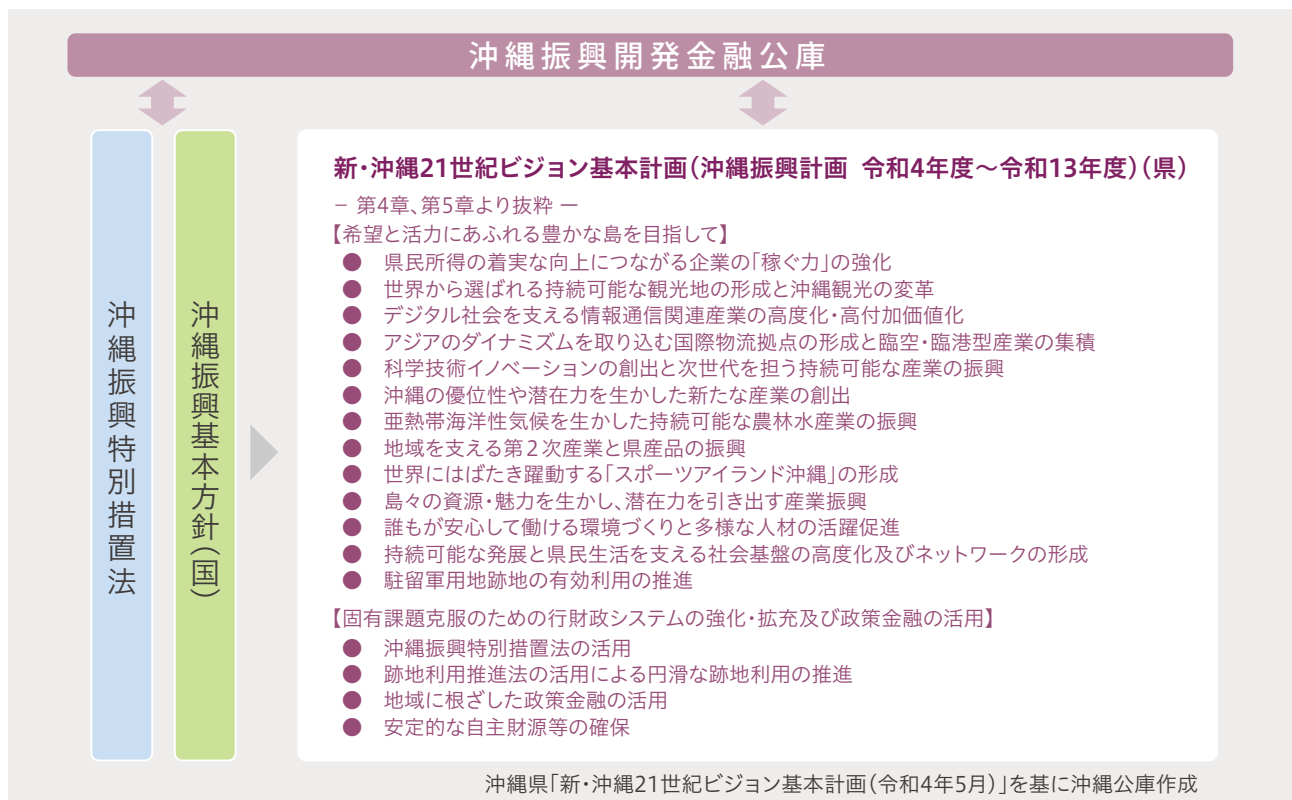 沖縄振興開発金融公庫
沖縄振興特別措置法
沖縄振興基本方針(国)
新・沖縄21世紀ビジョン基本計画(沖縄振興計画 令和4年度～令和13年度)(県)
− 第4章、第5章より抜粋 ー
【希望と活力にあふれる豊かな島を目指して】
● 県民所得の着実な向上につながる企業の「稼ぐ力」の強化
● 世界から選ばれる持続可能な観光地の形成と沖縄観光の変革
● デジタル社会を支える情報通信関連産業の高度化・高付加価値化
● アジアのダイナミズムを取り込む国際物流拠点の形成と臨空・臨港型産業の集積
● 科学技術イノベーションの創出と次世代を担う持続可能な産業の振興
● 沖縄の優位性や潜在力を生かした新たな産業の創出
● 亜熱帯海洋性気候を生かした持続可能な農林水産業の振興
● 地域を支える第2次産業と県産品の振興
● 世界にはばたき躍動する「スポーツアイランド沖縄」の形成
● 島々の資源・魅力を生かし、潜在力を引き出す産業振興
● 誰もが安心して働ける環境づくりと多様な人材の活躍促進
● 持続可能な発展と県民生活を支える社会基盤の高度化及びネットワークの形成
● 駐留軍用地跡地の有効利用の推進
【固有課題克服のための行財政システムの強化・拡充及び政策金融の活用】
● 沖縄振興特別措置法の活用
● 跡地利用推進法の活用による円滑な跡地利用の推進
● 地域に根ざした政策金融の活用
● 安定的な自主財源等の確保
沖縄県「新・沖縄21世紀ビジョン基本計画(令和4年5月)」を基に沖縄公庫作成